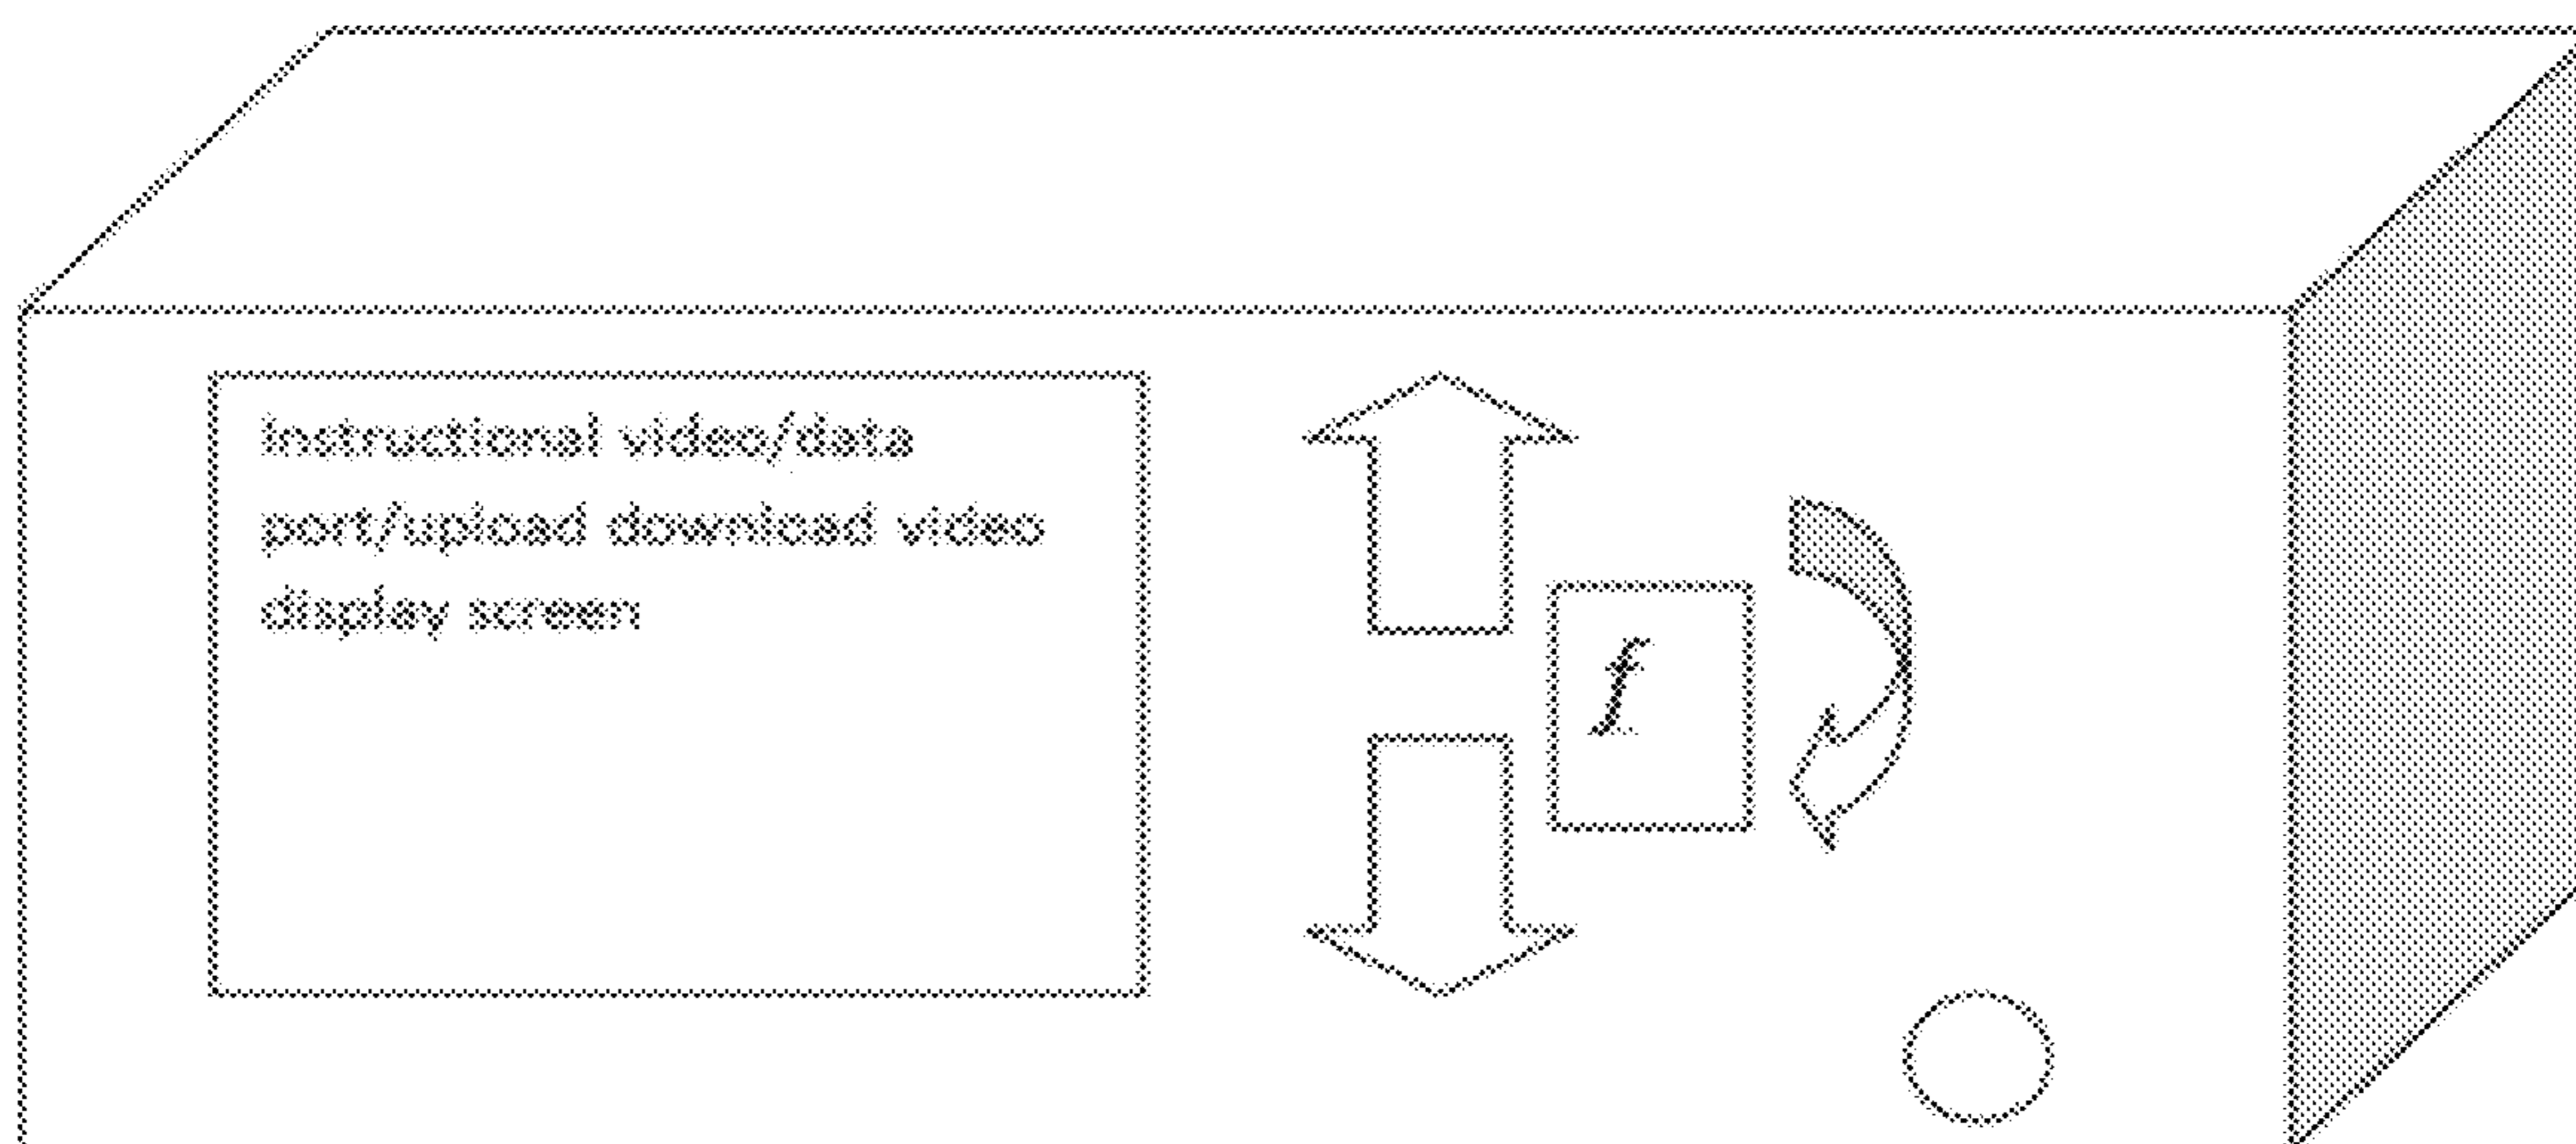 instructional video/data
port/upload download video
display screen
f